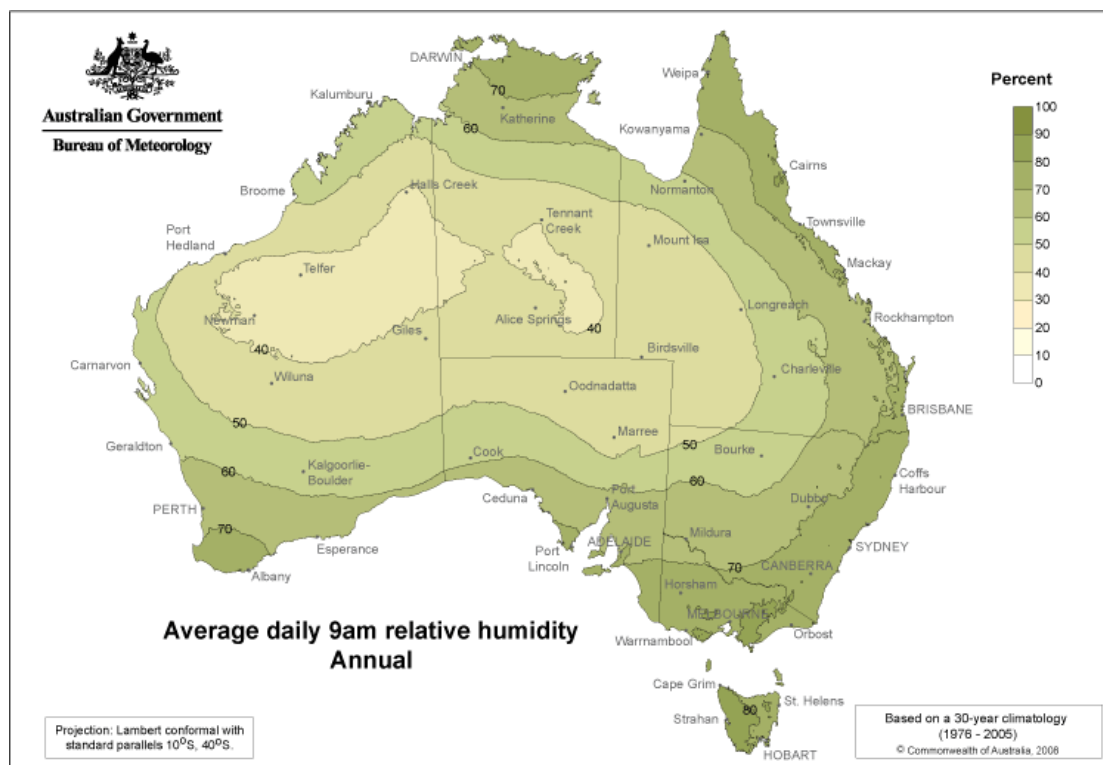 Australian Government
Bureau of Meteorology
Percent
100
90
80
70
60
50
40
30
20
10
0
DARWIN
Weipa
Kalumburu
70
Katherine
60
Kowanyama
Cairns
Broome
Halls Creek
Normanton
Port
Hedland
Tennant
Creek
Townsville
Mount Isa
Telfer
Mackay
Newman
Alice Springs
Longreach
Rockhampton
40
Giles
40
Birdsville
Carnarvon
Wiluna
Oodnadatta
Charleville
BRISBANE
50
Marree
50
Geraldton
Bourke
60
Kalgoorlie-
Boulder
Cook
60
Coffs
Harbour
PERTH
Ceduna
Port
Augusta
Dubbo
70
Esperance
Mildura
SYDNEY
Port
Lincoln
ADELAIDE
70
CANBERRA
Albany
Horsham
MELBOURNE
Orbost
Warrnambool
Average daily 9am relative humidity
Annual
Cape Grim
St. Helens
80
Strahan
HOBART
Projection: Lambert conformal with
standard parallels 10°S, 40°S.
Based on a 30-year climatology
(1976 - 2005)
© Commonwealth of Australia, 2008